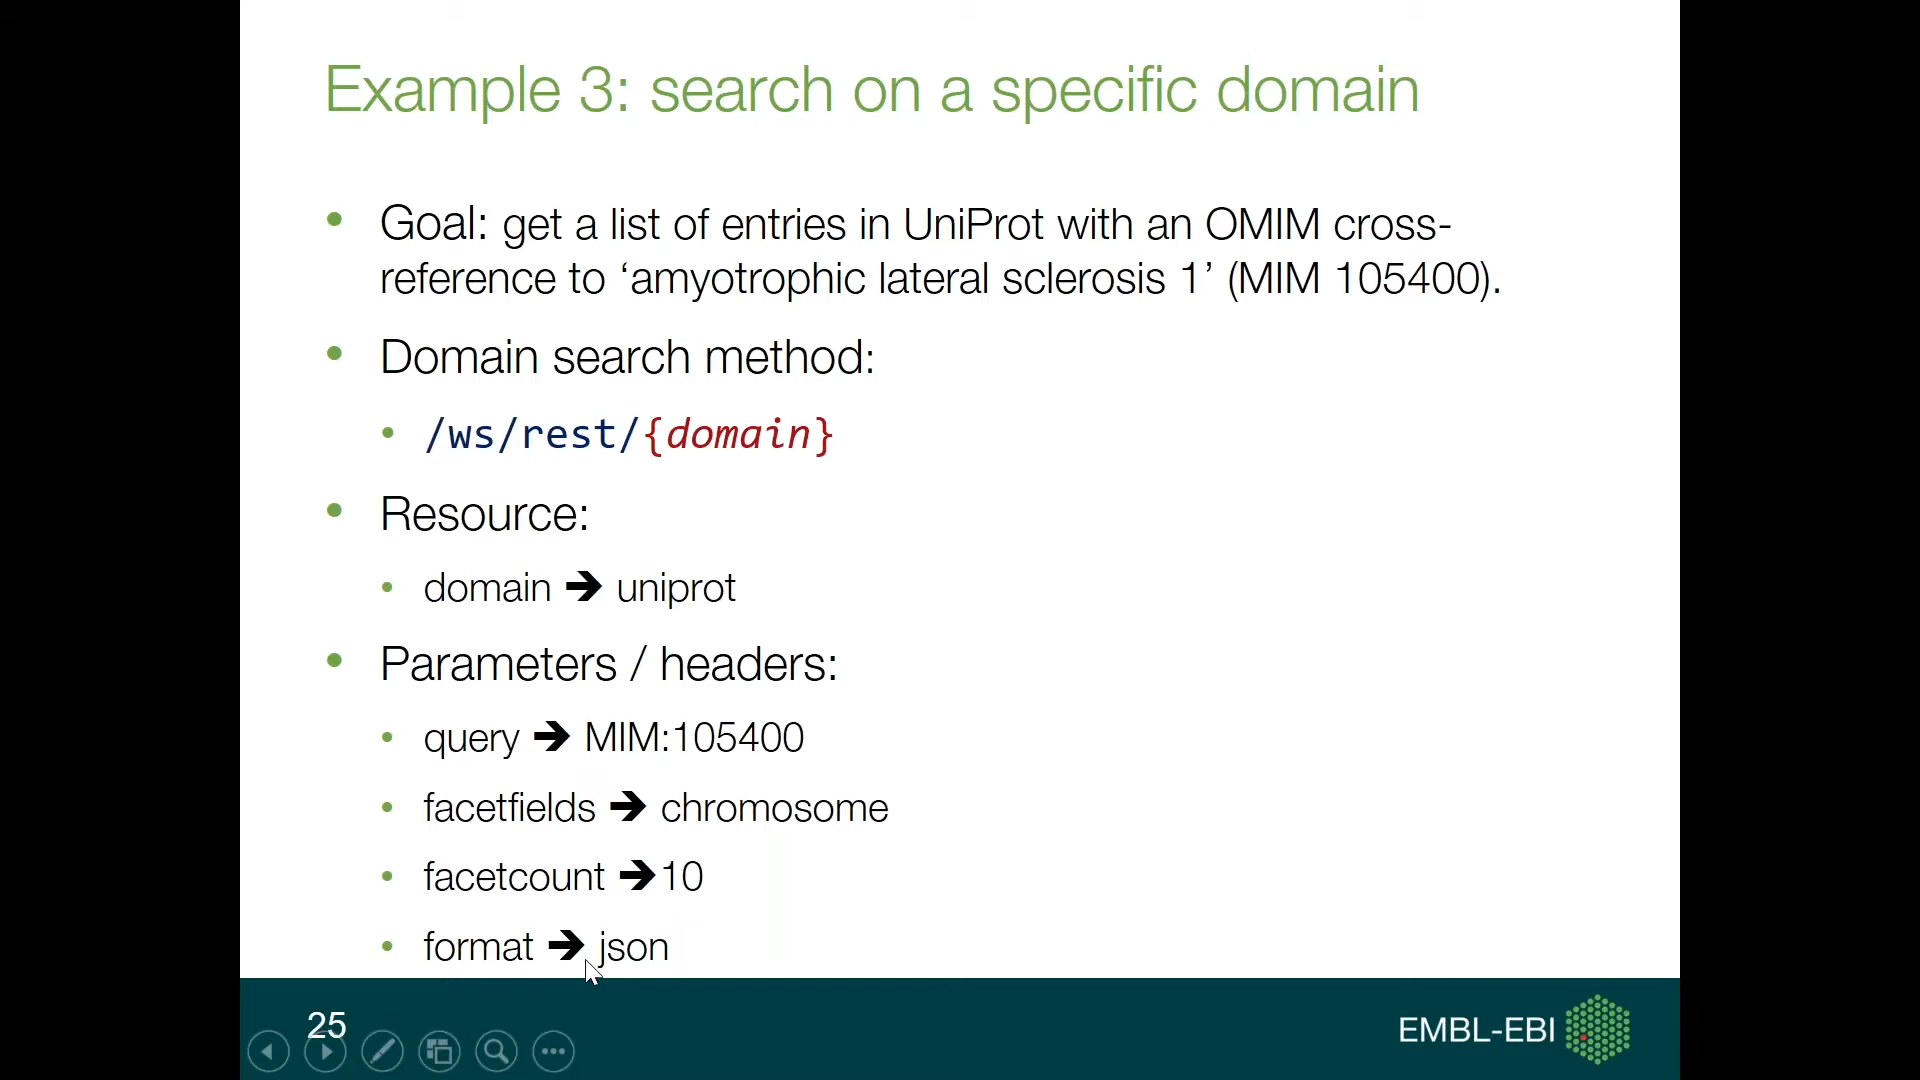 Example 3: search on a specific domain
• Goal: get a list of entries in UniProt with an OMIM cross-
reference to ‘amyotrophic lateral sclerosis 1’ (MIM 105400).
• Domain search method:
• /ws/rest/{domain}
• Resource:
• domain ➔ uniprot
• Parameters / headers:
• query ➔ MIM:105400
• facetfields ➔ chromosome
• facetcount ➔10
• format ➔ json
25
EMBL-EBI